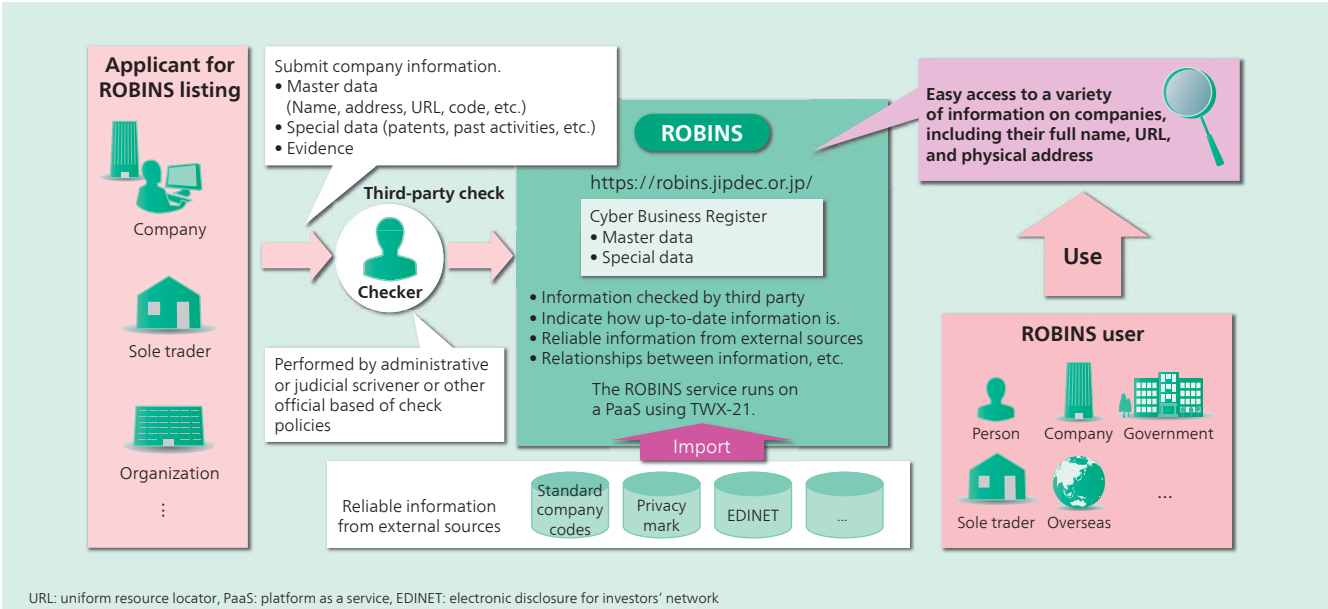 Applicant for
ROBINS listing
Company
Sole trader
Organization
⋮
Submit company information.
• Master data
(Name, address, URL, code, etc.)
• Special data (patents, past activities, etc.)
• Evidence
Third-party check
Checker
Performed by administrative
or judicial scrivener or other
official based of check
policies
ROBINS
https://robins.jipdec.or.jp/
Cyber Business Register
• Master data
• Special data
• Information checked by third party
• Indicate how up-to-date information is.
• Reliable information from external sources
• Relationships between information, etc.
The ROBINS service runs on
a PaaS using TWX-21.
Import
Reliable information
from external sources
Standard
company
codes
Privacy
mark
EDINET
...
Easy access to a variety
of information on companies,
including their full name, URL,
and physical address
Use
ROBINS user
Person
Company
Government
Sole trader
Overseas
...
URL: uniform resource locator, PaaS: platform as a service, EDINET: electronic disclosure for investors’ network